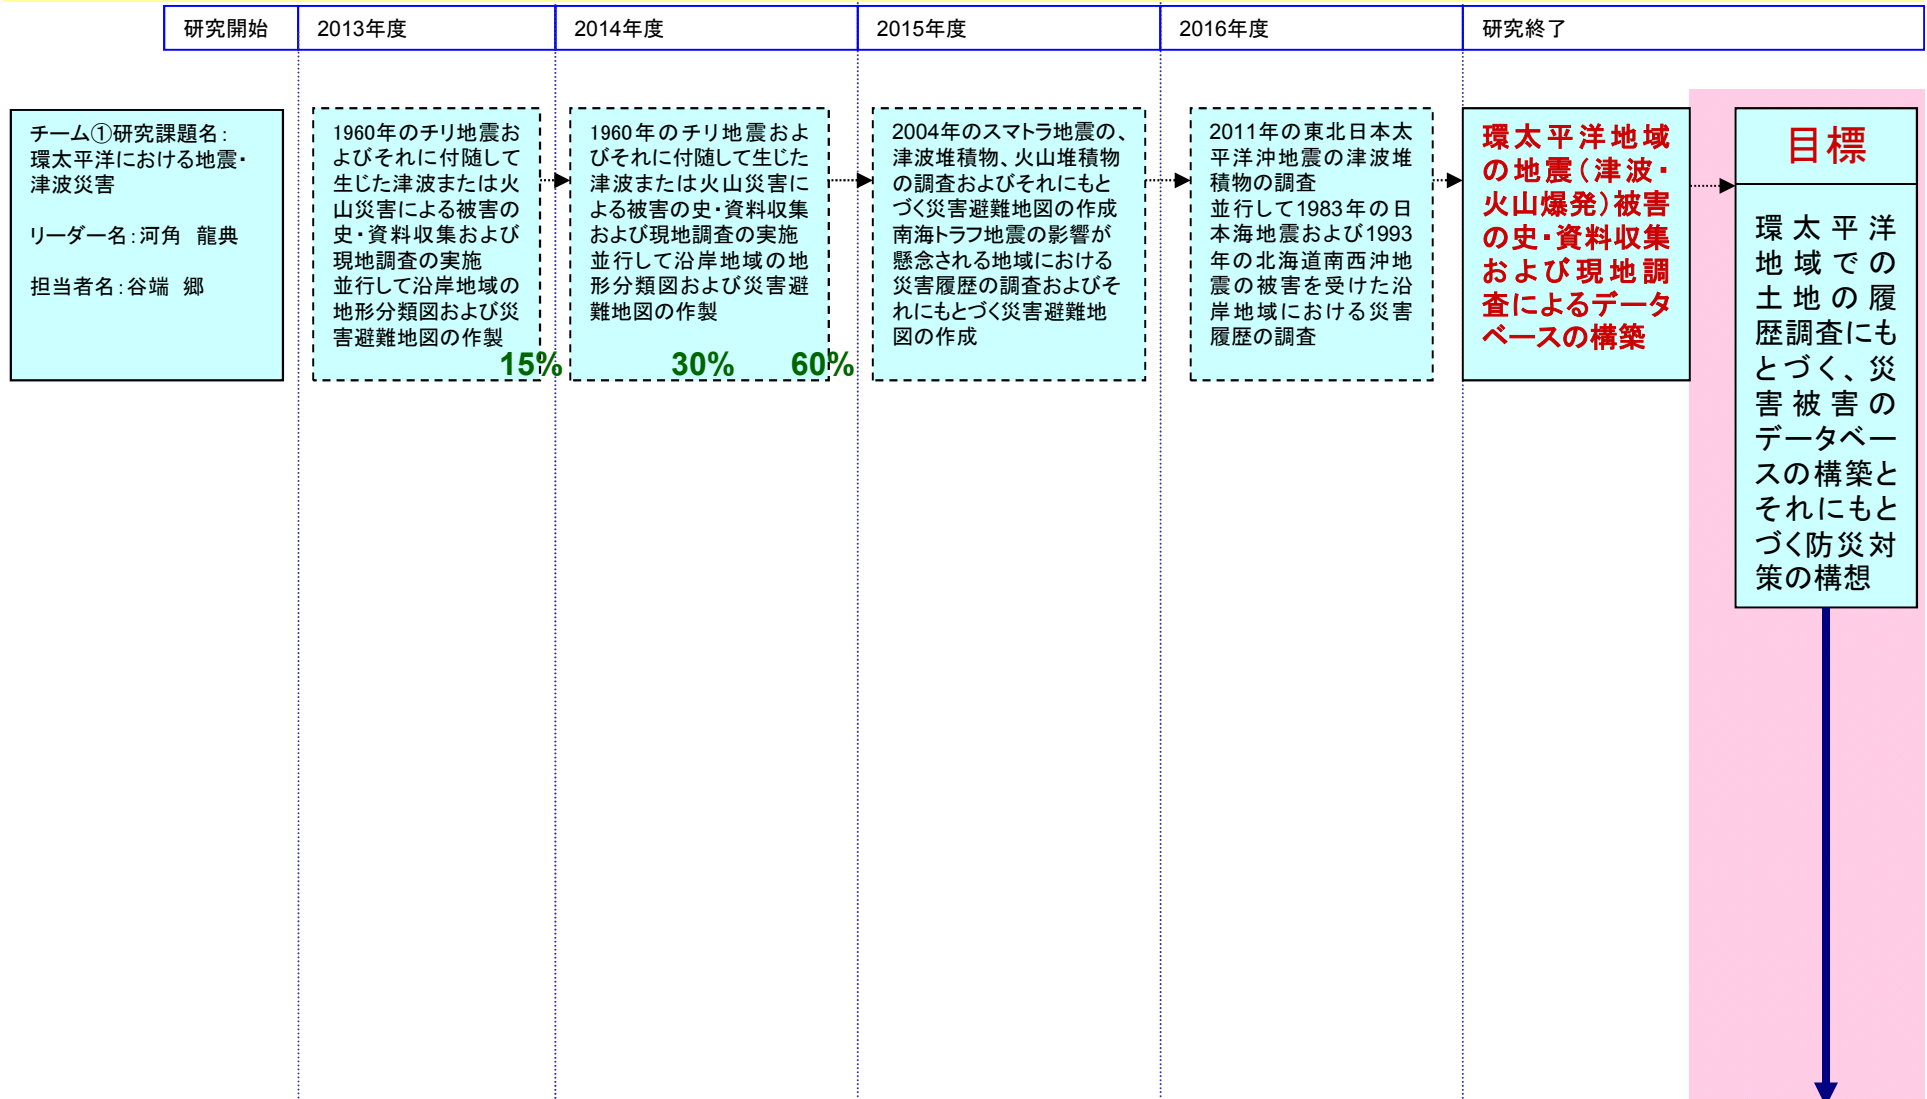 研究開始
2013年度
2014年度
2015年度
2016年度
研究終了
チーム①研究課題名:
環太平洋における地震・
津波災害
リーダー名:河角　龍典
担当者名:谷端　郷
1960年のチリ地震お
よびそれに付随して
生じた津波または火
山災害による被害の
史・資料収集および
現地調査の実施
並行して沿岸地域の
地形分類図および災
害避難地図の作製
15%
1960年のチリ地震およ
びそれに付随して生じた
津波または火山災害に
よる被害の史・資料収集
および現地調査の実施
並行して沿岸地域の地
形分類図および災害避
難地図の作製
30%
60%
2004年のスマトラ地震の、
津波堆積物、火山堆積物
の調査およびそれにもと
づく災害避難地図の作成
南海トラフ地震の影響が
懸念される地域における
災害履歴の調査およびそ
れにもとづく災害避難地
図の作成
2011年の東北日本太
平洋沖地震の津波堆
積物の調査
並行して1983年の日
本海地震および1993
年の北海道南西沖地
震の被害を受けた沿
岸地域における災害
履歴の調査
環太平洋地域
の地震(津波・
火山爆発)被害
の史・資料収集
および現地調
査によるデータ
ベースの構築
目標
環太平洋
地域での
土地の履
歴調査にも
とづく、災
害被害の
データベー
スの構築と
それにもと
づく防災対
策の構想